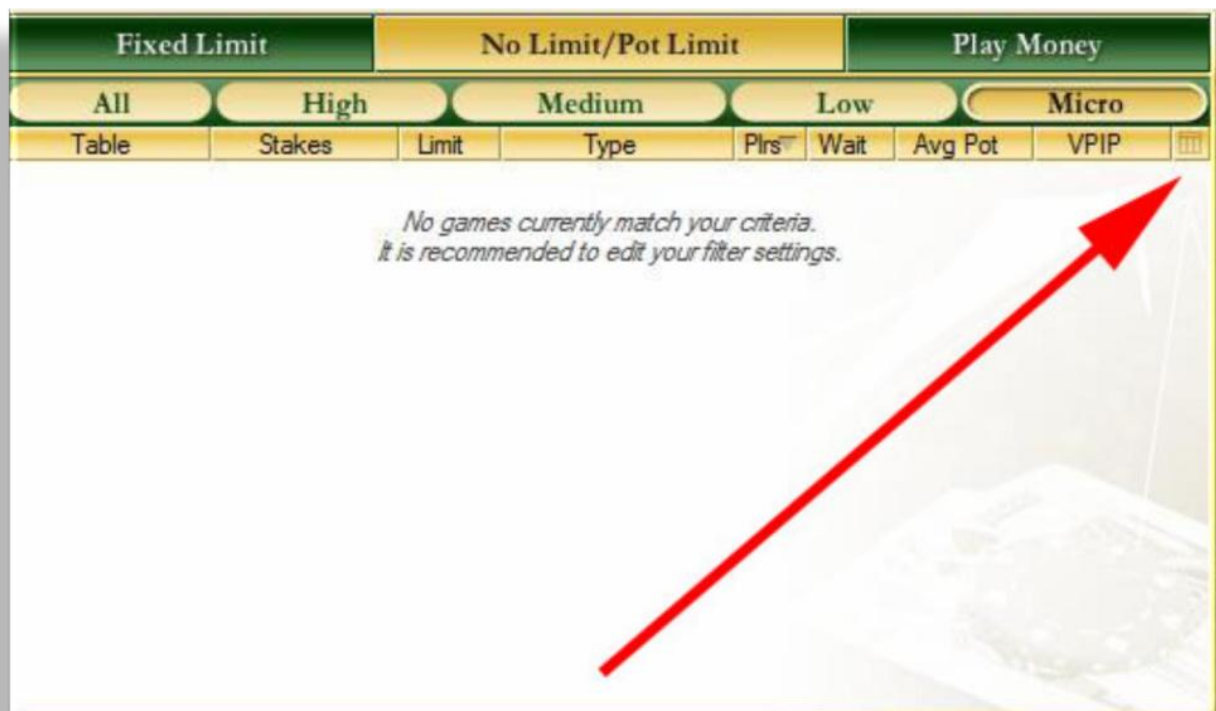 Fixed Limit No Limit/Pot Limit Play Money
All High Medium Low Micro
Table Stakes Limit Type Plrs Wait Avg Pot VPIP
No games currently match your criteria.
It is recommended to edit your filter settings.